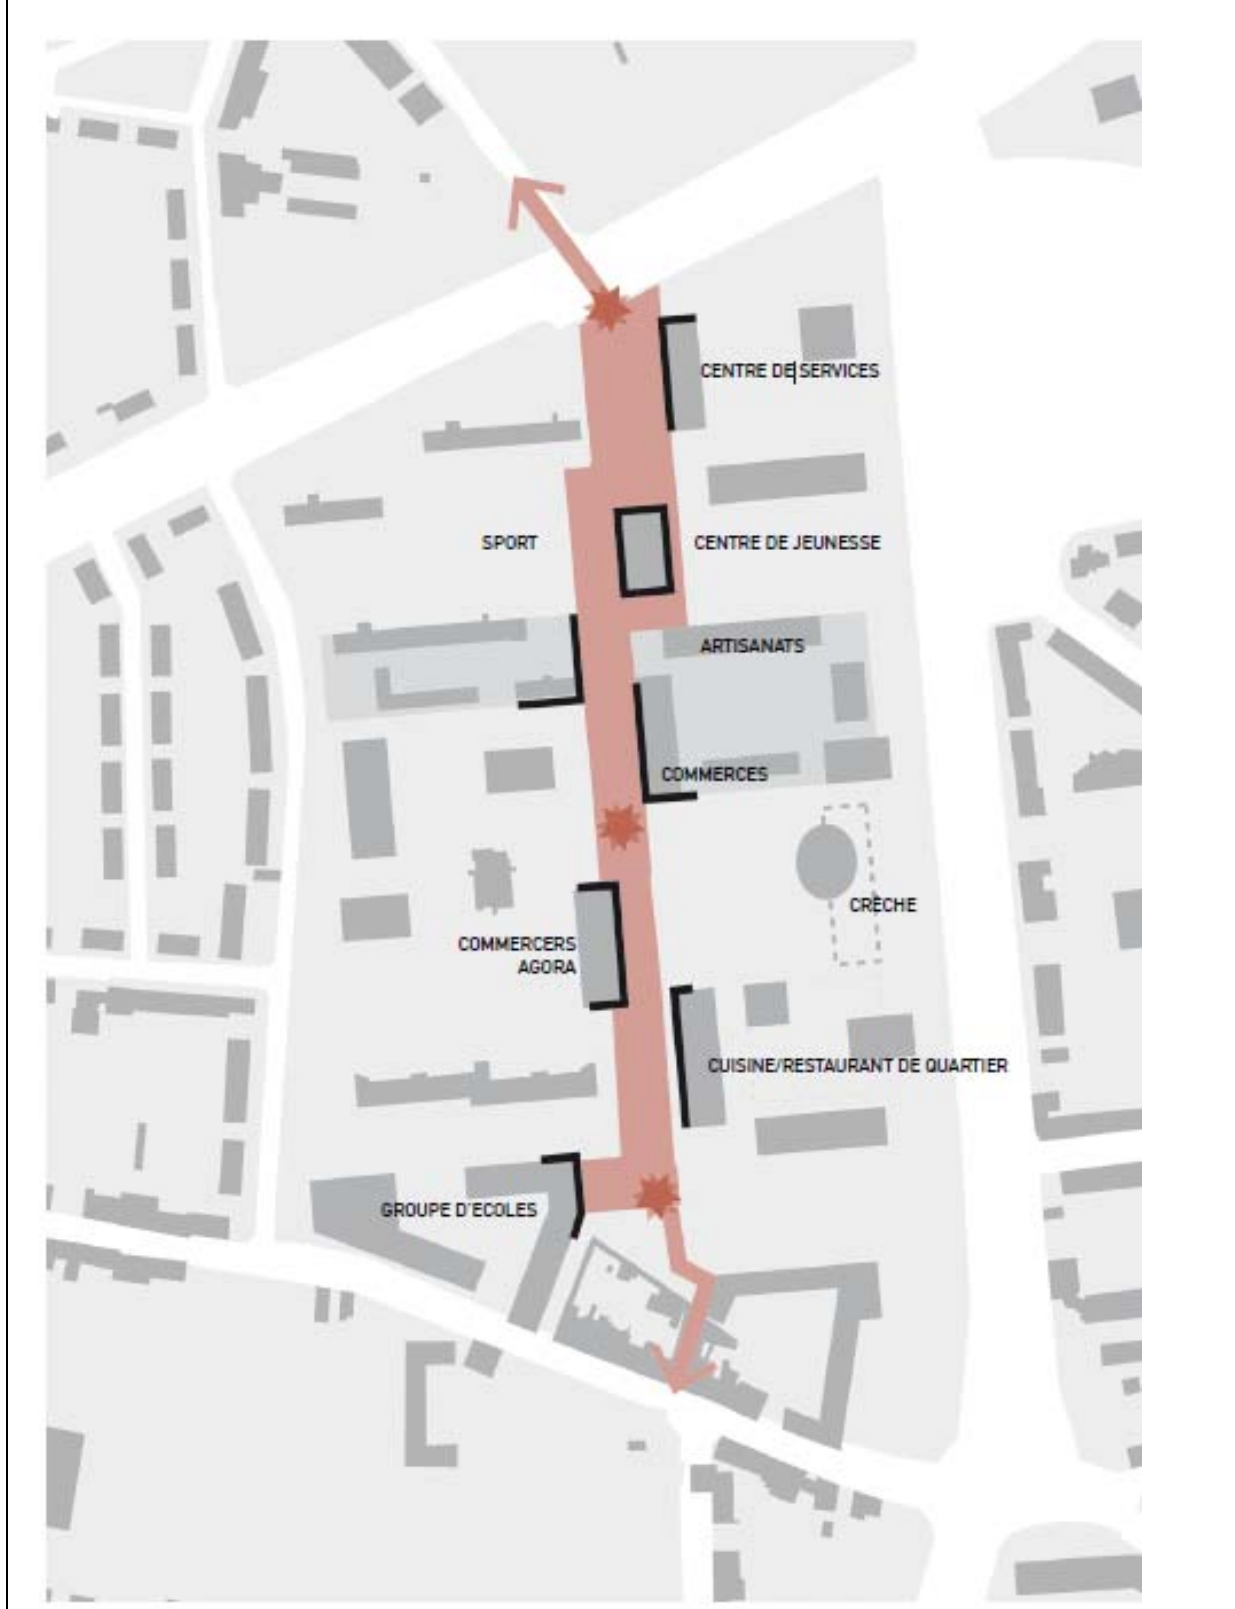 CENTRE DE SERVICES
SPORT
CENTRE DE JEUNESSE
ARTISANATS
COMMERCES
CRÈCHE
COMMERCERS
AGORA
CUISINE/RESTAURANT DE QUARTIER
GROUPE D'ECOLES